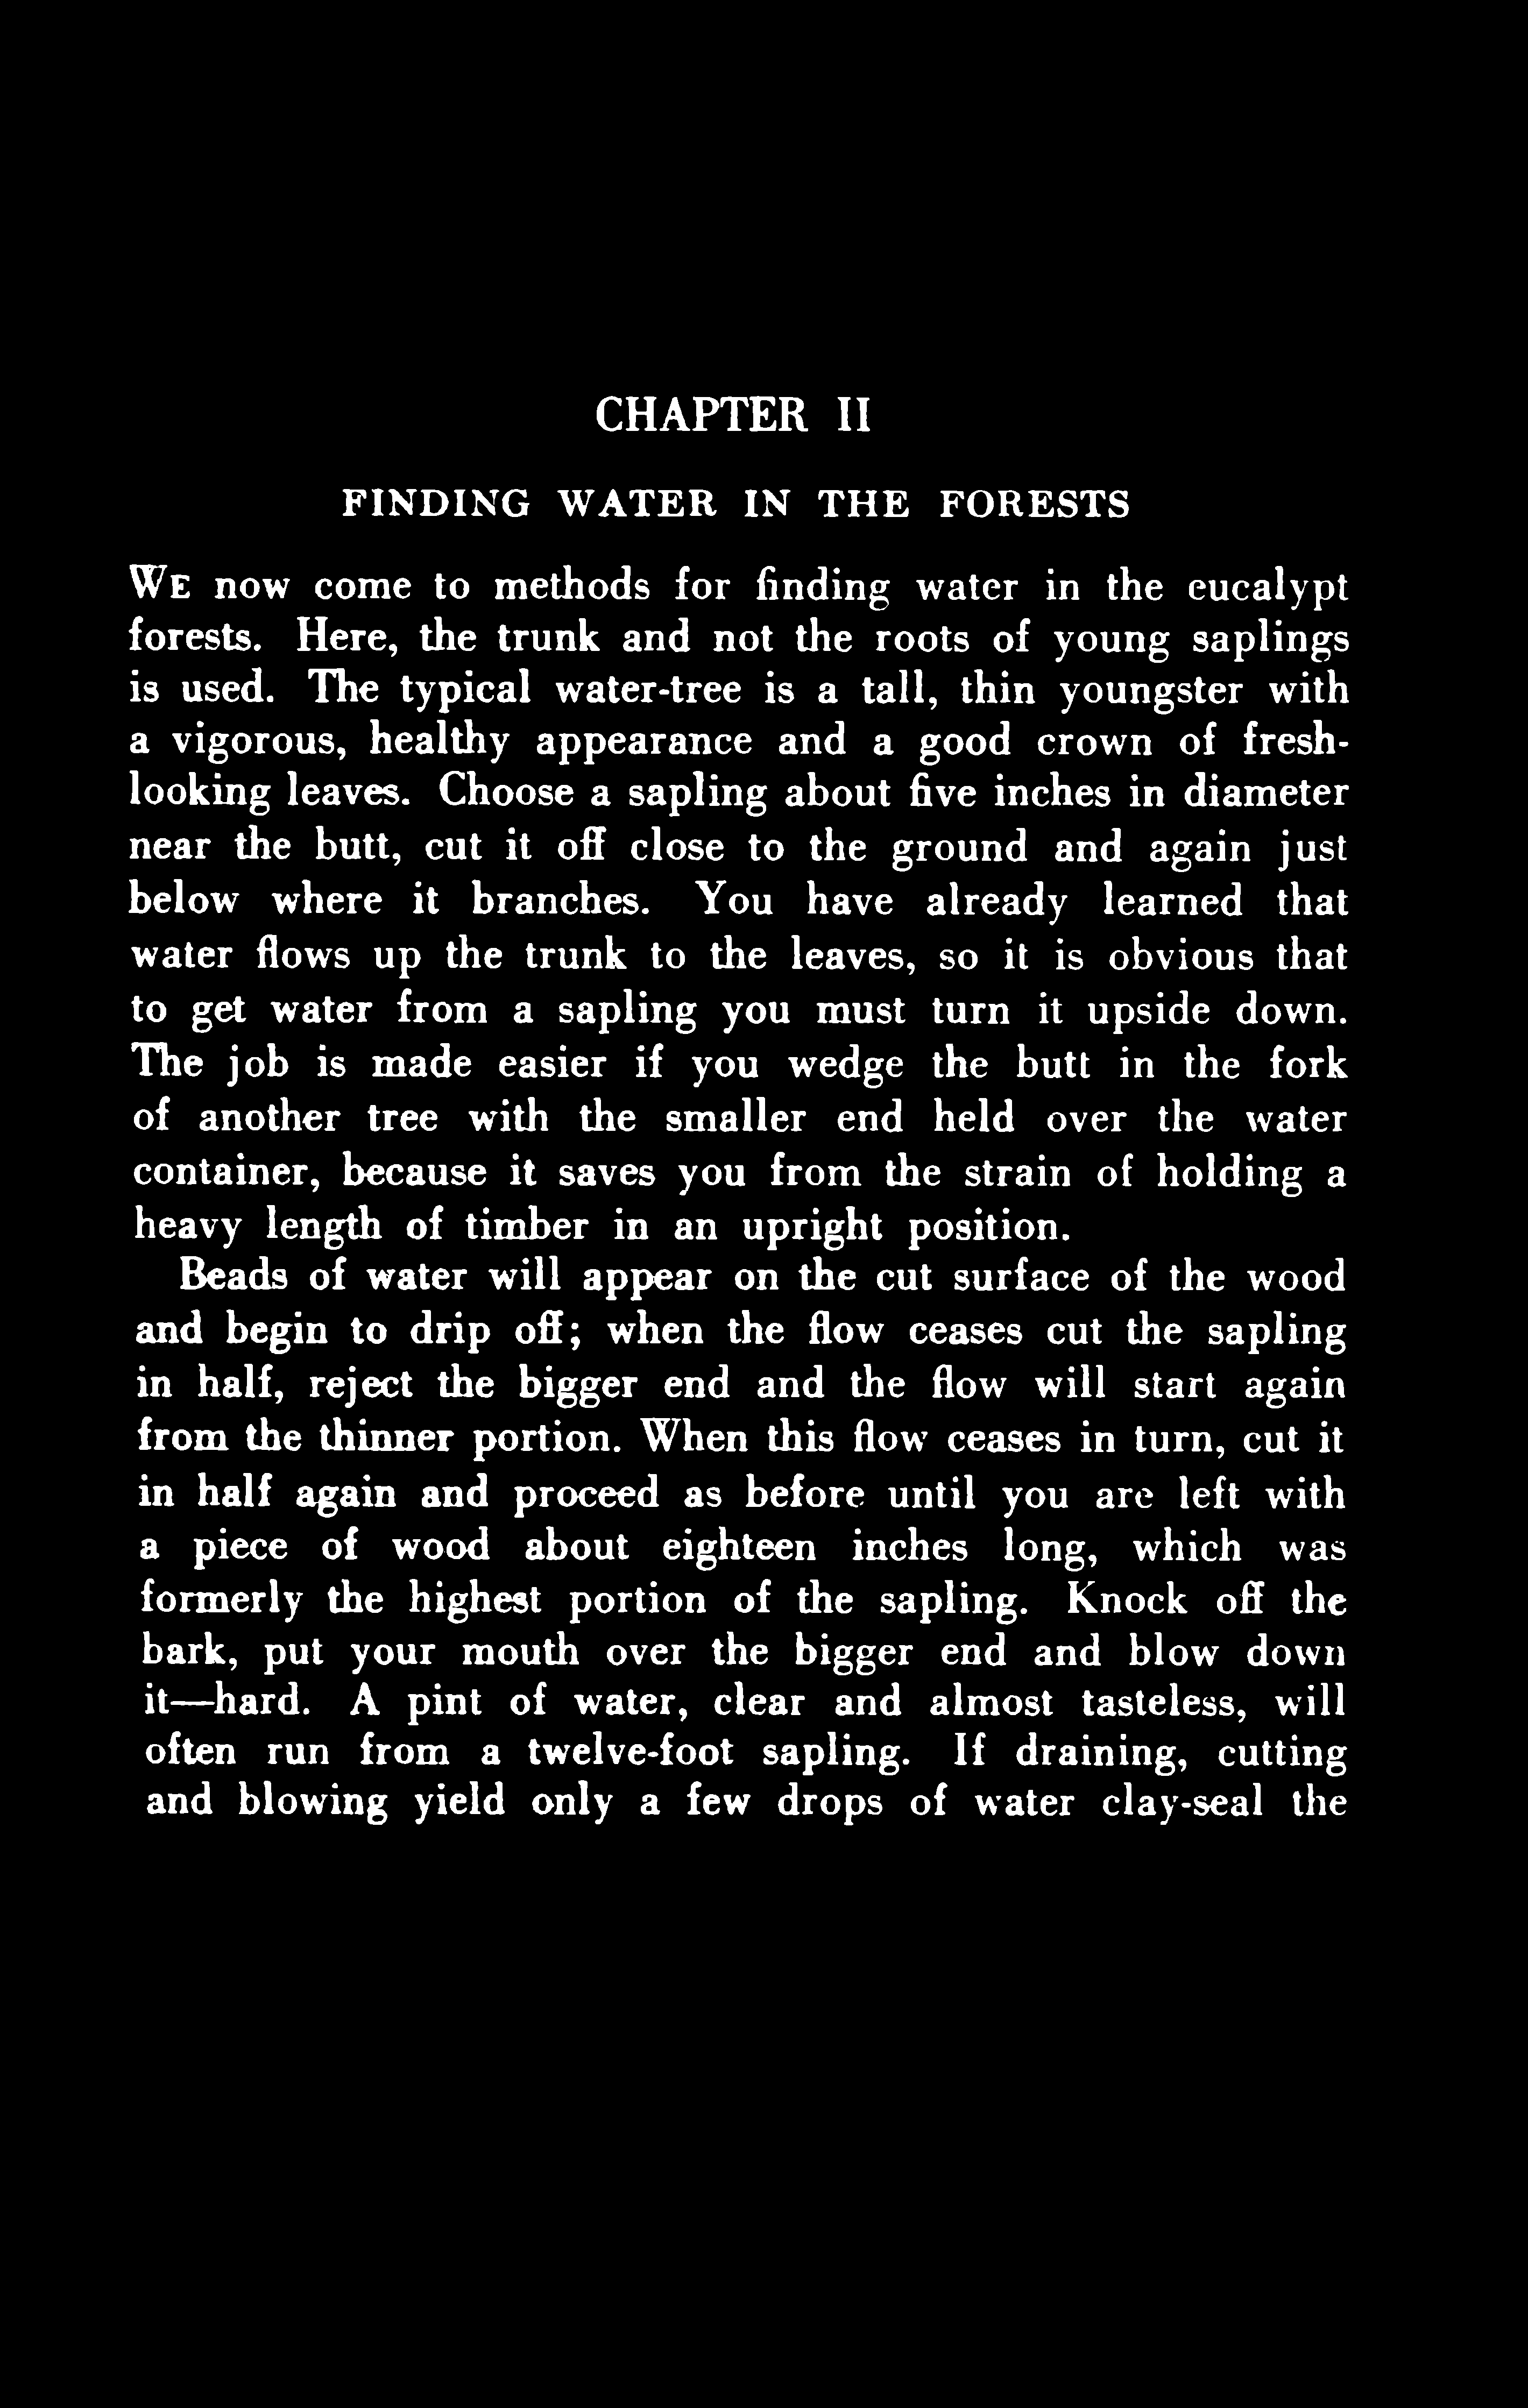 CHAPTER II
FINDING WATER IN THE FORESTS
WE now come to methods for finding water in the eucalypt
forests. Here, the trunk and not the roots of young saplings
is used. The typical water-tree is a tall, thin youngster with
a vigorous, healthy appearance and a good crown of fresh-
looking leaves. Choose a sapling about five inches in diameter
near the butt, cut it off close to the ground and again just
below where it branches. You have already learned that
water flows up the trunk to the leaves, so it is obvious that
to get water from a sapling you must turn it upside down.
The job is made easier if you wedge the butt in the fork
of another tree with the smaller end held over the water
container, because it saves you from the strain of holding a
heavy length of timber in an upright position.
Beads of water will appear on the cut surface of the wood
and begin to drip off; when the flow ceases cut the sapling
in half, reject the bigger end and the flow will start again
from the thinner portion. When this flow ceases in turn, cut it
in half again and proceed as before until you are left with
a piece of wood about eighteen inches long, which was
formerly the highest portion of the sapling. Knock off the
bark, put your mouth over the bigger end and blow down
it—hard. A pint of water, clear and almost tasteless, will
often run from a twelve-foot sapling. If draining, cutting
and blowing yield only a few drops of water clay-seal the